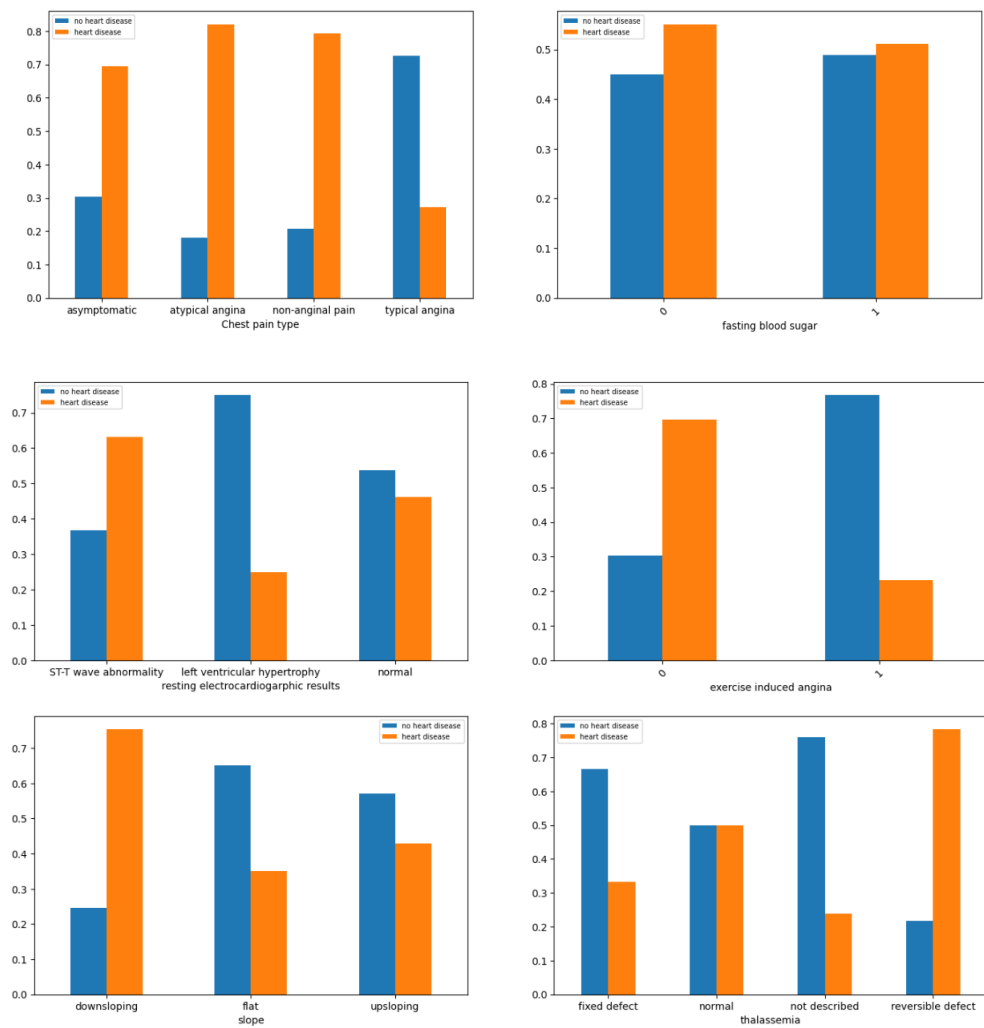 no heart disease
heart disease
0.8
0.7
0.6
0.5
0.4
0.3
0.2
0.1
0.0
asymptomatic atypical angina non-anginal pain typical angina
Chest pain type
no heart disease
heart disease
0.5
0.4
0.3
0.2
0.1
0.0
0 1
fasting blood sugar
no heart disease
heart disease
0.7
0.6
0.5
0.4
0.3
0.2
0.1
0.0
ST-T wave abnormality left ventricular hypertrophy normal
resting electrocardiogarphic results
no heart disease
heart disease
0.8
0.7
0.6
0.5
0.4
0.3
0.2
0.1
0.0
0 1
exercise induced angina
no heart disease
heart disease
0.7
0.6
0.5
0.4
0.3
0.2
0.1
0.0
downsloping flat upsloping
slope
no heart disease
heart disease
0.8
0.7
0.6
0.5
0.4
0.3
0.2
0.1
0.0
fixed defect normal not described reversible defect
thalassemia